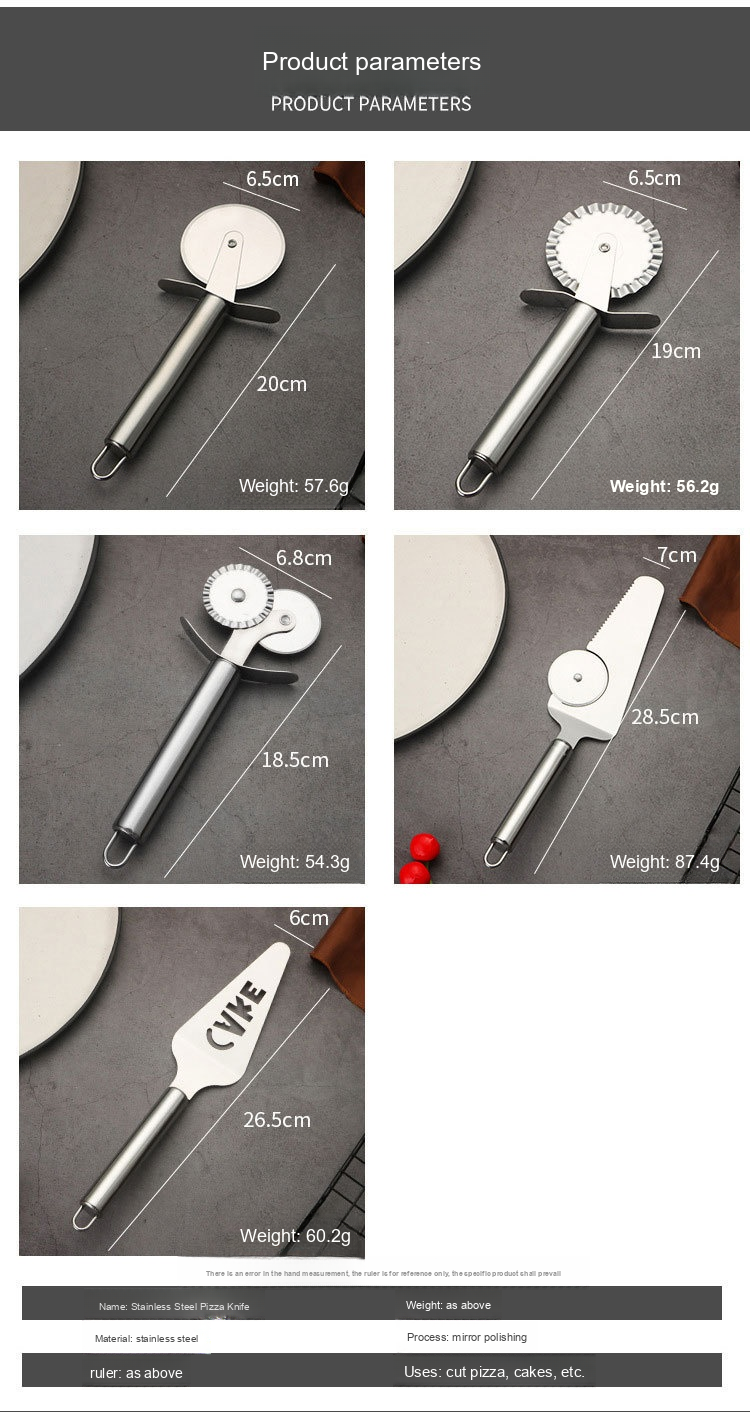 Product parameters
PRODUCT PARAMETERS
6.5cm
20cm
Weight: 57.6g
6.5cm
19cm
Weight: 56.2g
6.8cm
18.5cm
Weight: 54.3g
7cm
28.5cm
Weight: 87.4g
6cm
CAKE
26.5cm
Weight: 60.2g
There is an error in the hand measurement, the ruler is for reference only, the specific product shall prevail
Name: Stainless Steel Pizza Knife
Weight: as above
Material: stainless steel
Process: mirror polishing
ruler: as above
Uses: cut pizza, cakes, etc.